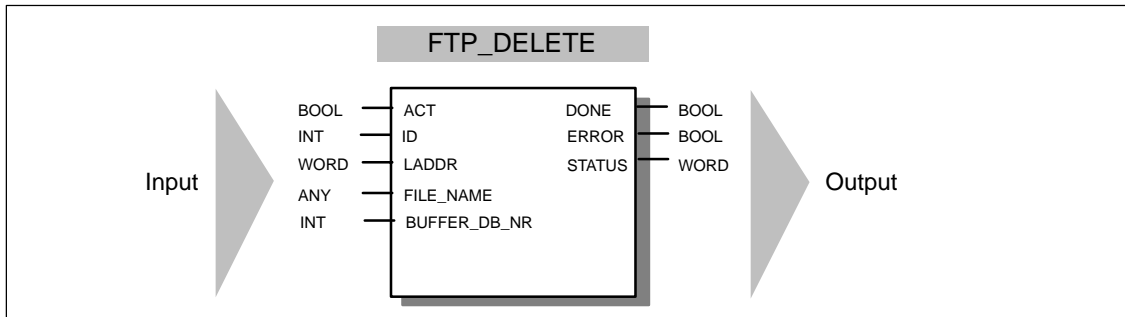 FTP_DELETE
BOOL ACT DONE BOOL
INT ID ERROR BOOL
WORD LADDR STATUS WORD
Input Output
ANY FILE_NAME
INT BUFFER_DB_NR